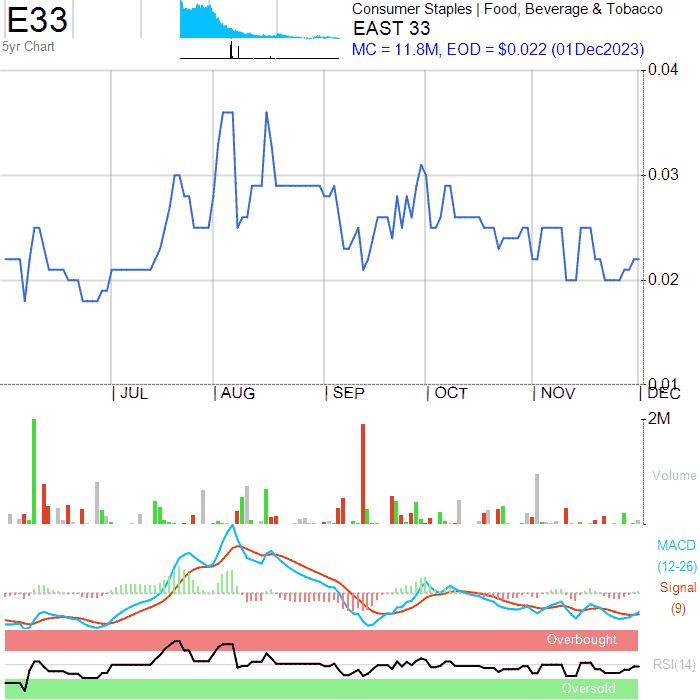 E33
5yr Chart
Consumer Staples | Food, Beverage & Tobacco
EAST 33
MC = 11.8M, EOD = $0.022 (01Dec2023)
0.04
0.03
0.02
0.01
JUL AUG SEP OCT NOV DEC
2M
Volume
MACD
(12-26)
Signal
(9)
Overbought
RSI(14)
Oversold